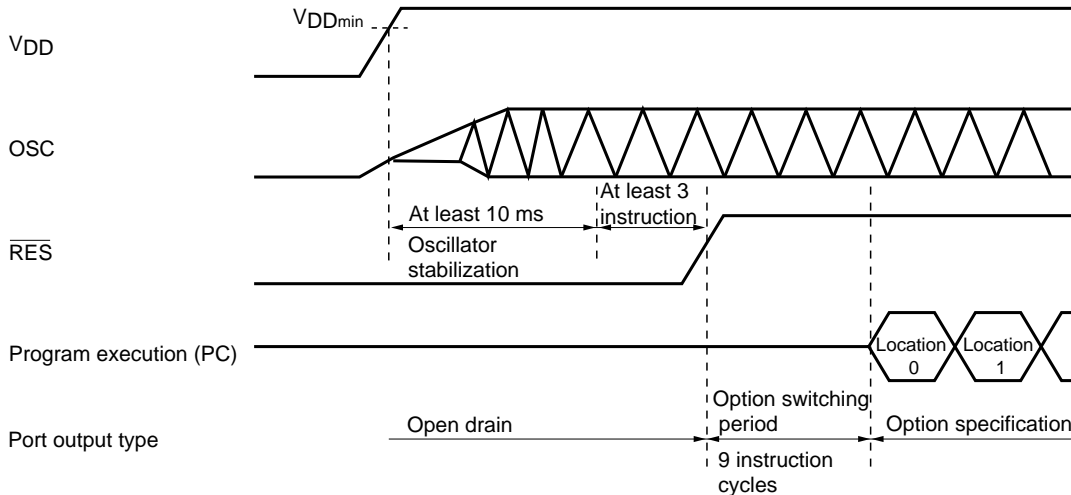 VDDmin
VDD
OSC
At least 10 ms
At least 3
instruction
Oscillator
stabilization
RES
Program execution (PC)
Location
0
Location
1
Port output type
Open drain
Option switching
period
9 instruction
cycles
Option specification